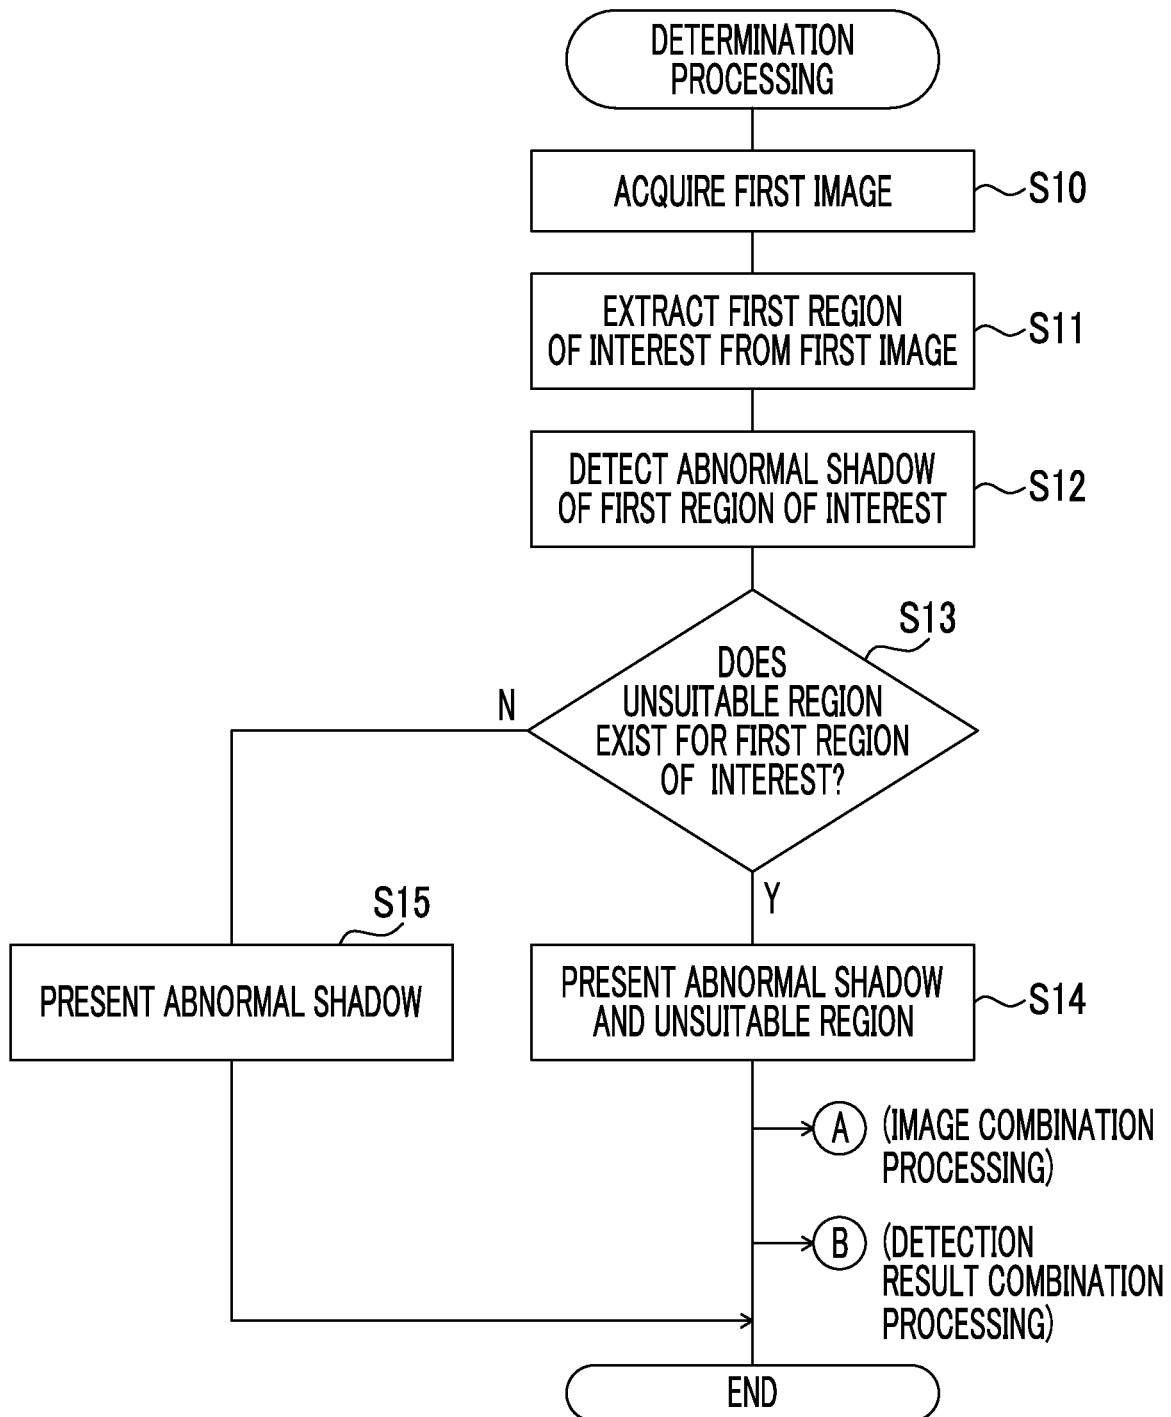 DETERMINATION
PROCESSING
ACQUIRE FIRST IMAGE
S10
EXTRACT FIRST REGION
OF INTEREST FROM FIRST IMAGE
S11
DETECT ABNORMAL SHADOW
OF FIRST REGION OF INTEREST
S12
S13
DOES
UNSUITABLE REGION
EXIST FOR FIRST REGION
OF INTEREST?
N
Y
S15
PRESENT ABNORMAL SHADOW
PRESENT ABNORMAL SHADOW
AND UNSUITABLE REGION
S14
A (IMAGE COMBINATION
PROCESSING)
B (DETECTION
RESULT COMBINATION
PROCESSING)
END